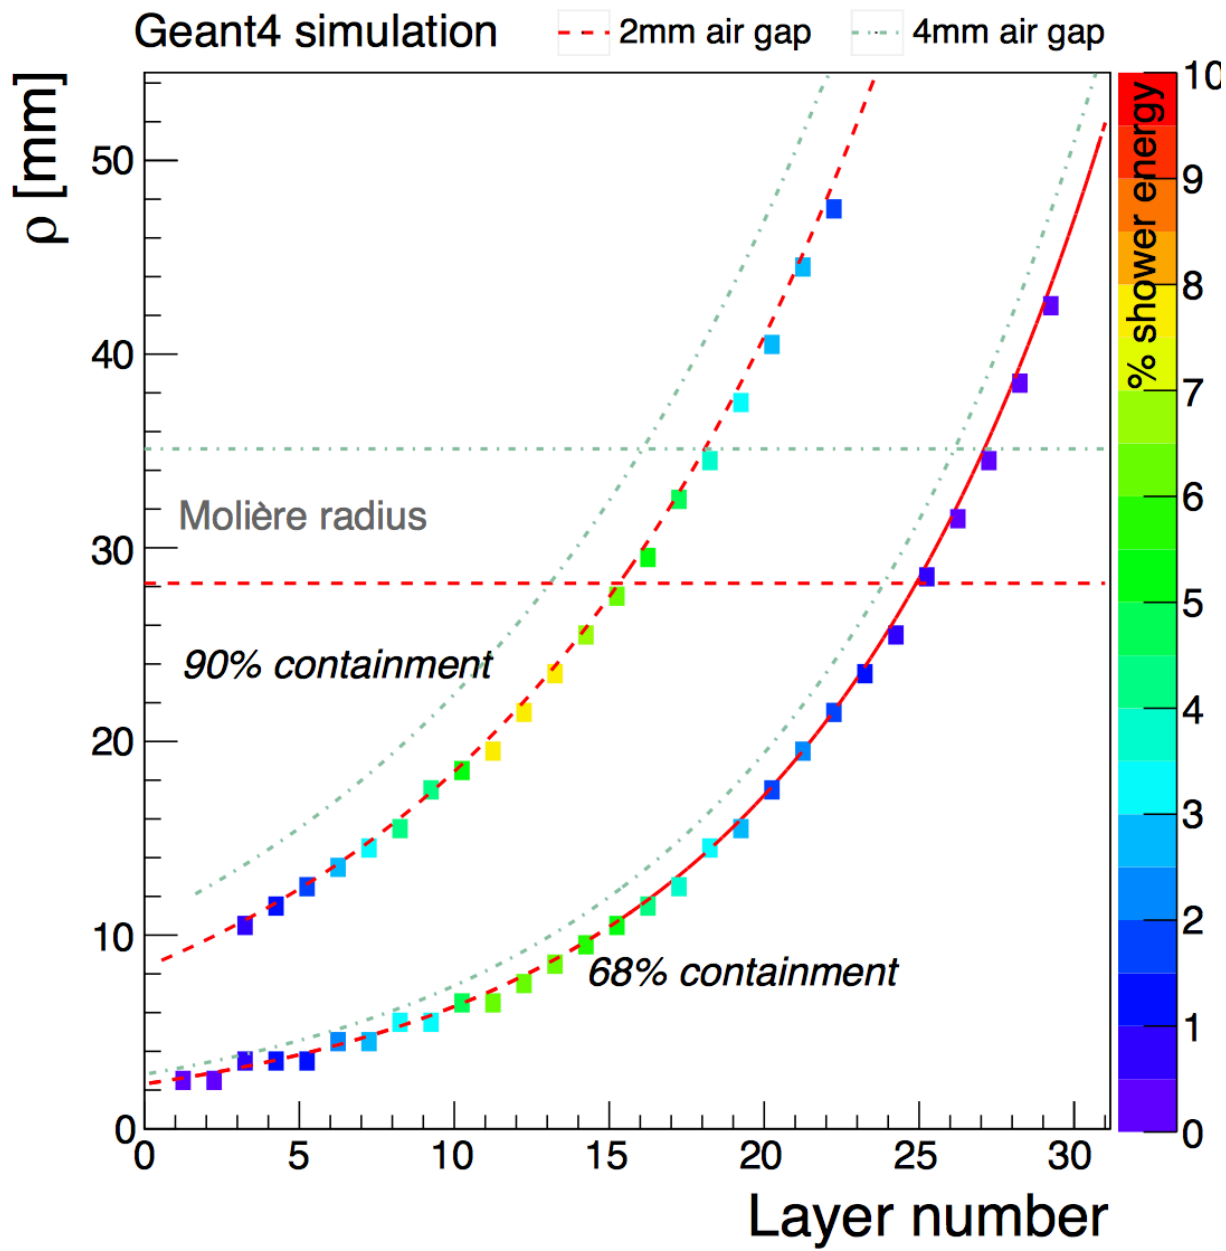 Geant4 simulation
2mm air gap
4mm air gap
ρ [mm]
50
40
30
20
10
0
Molière radius
90% containment
68% containment
0 5 10 15 20 25 30
Layer number
% shower energy
10
9
8
7
6
5
4
3
2
1
0